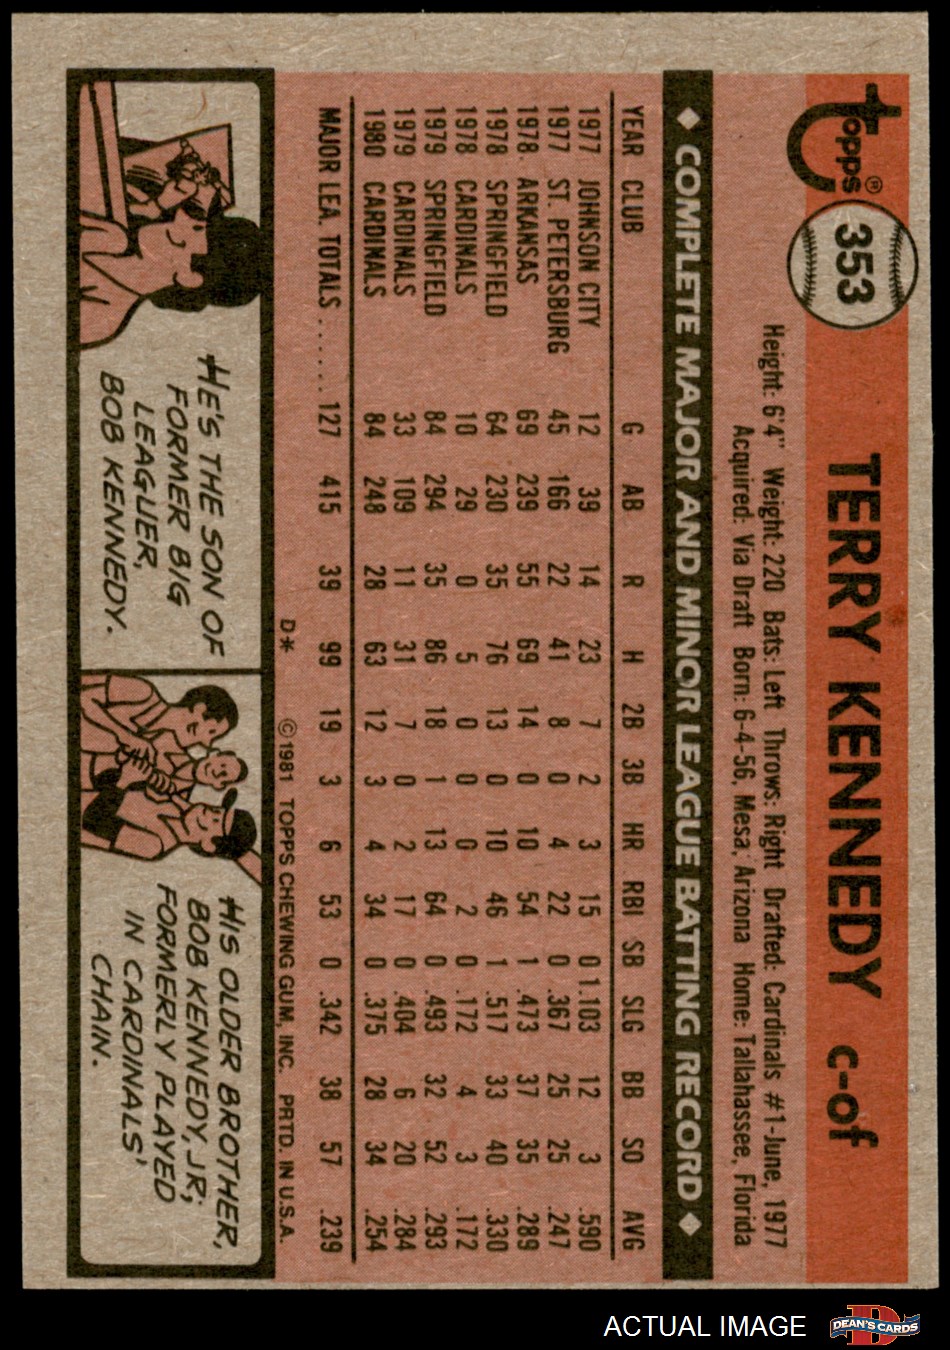 topps® 353 TERRY KENNEDY c-of
Height: 6'4" Weight: 220 Bats: Left Throws: Right Drafted: Cardinals #1-June, 1977
Acquired: Via Draft Born: 6-4-56, Mesa, Arizona Home: Tallahassee, Florida
◆ COMPLETE MAJOR AND MINOR LEAGUE BATTING RECORD ◆
YEAR CLUB G AB R H 2B 3B HR RBI SB SLG BB SO AVG
1977 JOHNSON CITY 12 39 14 23 7 2 3 15 0 1.103 12 3 .590
1977 ST. PETERSBURG 45 166 22 41 8 0 4 22 0 .367 25 25 .247
1978 ARKANSAS 69 239 55 69 14 0 10 54 1 .473 37 35 .289
1978 SPRINGFIELD 64 230 35 76 13 0 10 46 1 .517 33 40 .330
1978 CARDINALS 10 29 0 5 0 0 0 2 0 .172 4 3 .172
1979 SPRINGFIELD 84 294 35 86 18 1 13 64 0 .493 32 52 .293
1979 CARDINALS 33 109 11 31 7 0 2 17 0 .404 6 20 .284
1980 CARDINALS 84 248 28 63 12 3 4 34 0 .375 28 34 .254
MAJOR LEA. TOTALS ..... 127 415 39 99 19 3 6 53 0 .342 38 57 .239
D* ©1981 TOPPS CHEWING GUM, INC. PRTD. IN U.S.A.
HE'S THE SON OF
FORMER BIG
LEAGUER,
BOB KENNEDY.
HIS OLDER BROTHER,
BOB KENNEDY, JR.,
FORMERLY PLAYED
IN CARDINALS'
CHAIN.
ACTUAL IMAGE
DEAN'S CARDS